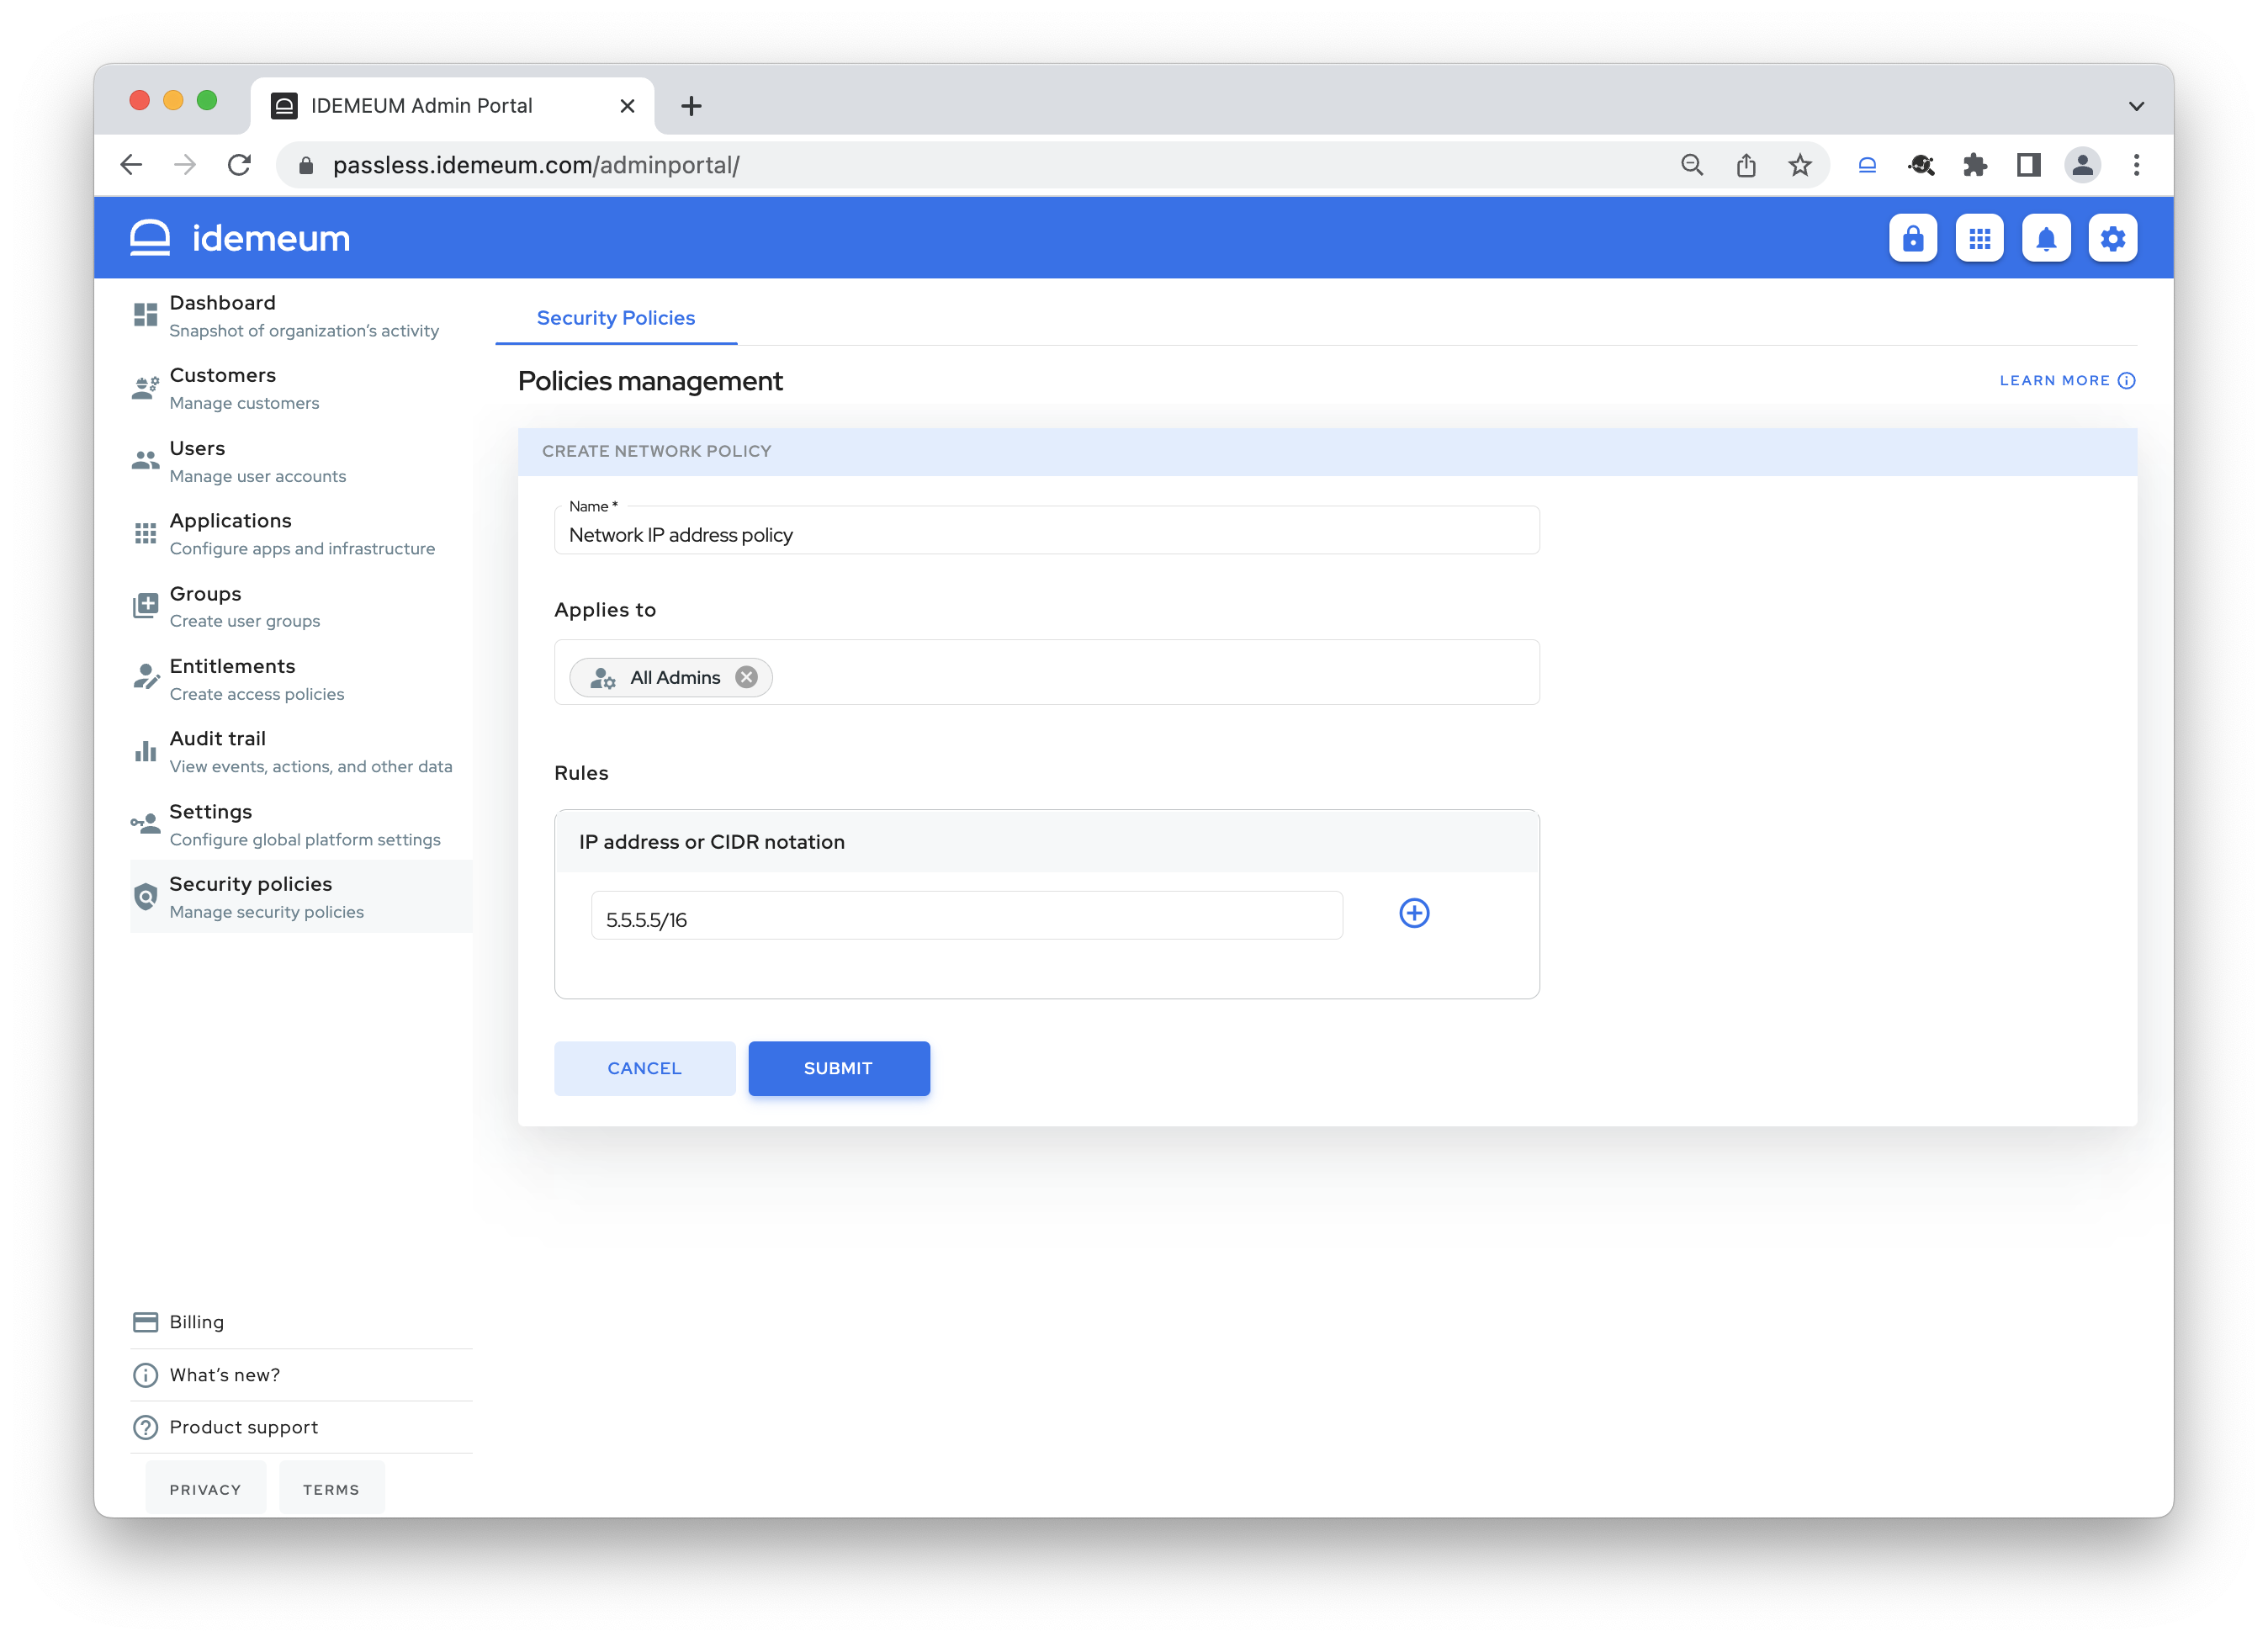 IDEMEUM Admin Portal
passless.idemeum.com/adminportal/
idemeum
Dashboard
Snapshot of organization's activity
Customers
Manage customers
Users
Manage user accounts
Applications
Configure apps and infrastructure
Groups
Create user groups
Entitlements
Create access policies
Audit trail
View events, actions, and other data
Settings
Configure global platform settings
Security policies
Manage security policies
Billing
What's new?
Product support
PRIVACY TERMS
Security Policies
Policies management
LEARN MORE
CREATE NETWORK POLICY
Name *
Network IP address policy
Applies to
All Admins
Rules
IP address or CIDR notation
5.5.5.5/16
CANCEL SUBMIT